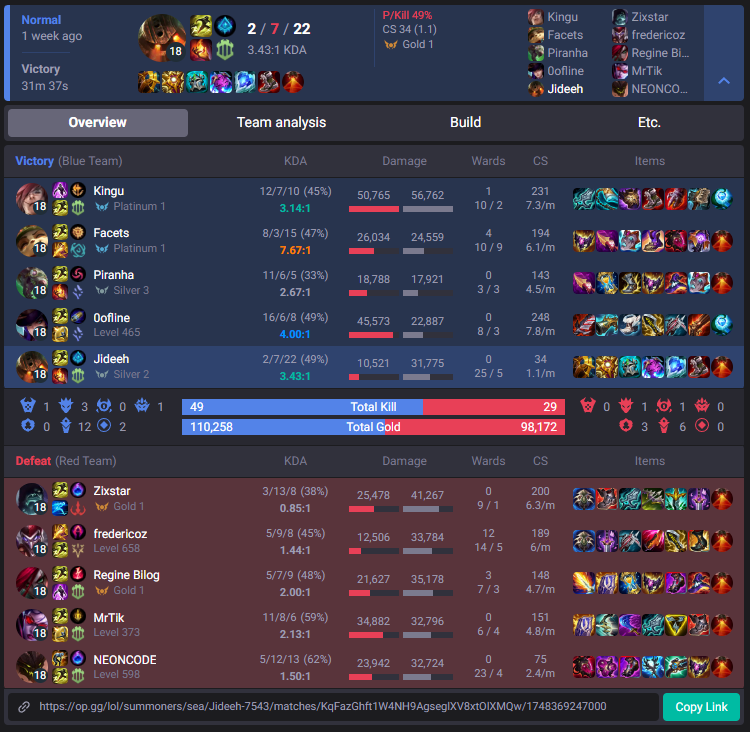 Normal
1 week ago
Victory
31m 37s
18
2 / 7 / 22
3.43:1 KDA
P/Kill 49%
CS 34 (1.1)
Gold 1
Kingu Zixstar
Facets fredericoz
Piranha Regine Bi...
0ofline MrTik
Jideeh NEONCO...
Overview Team analysis Build Etc.
Victory (Blue Team) KDA Damage Wards CS Items
Kingu 12/7/10 (45%) 50,765 56,762 1 231
18 Platinum 1 3.14:1 10 / 2 7.3/m
Facets 8/3/15 (47%) 26,034 24,559 4 194
18 Platinum 1 7.67:1 10 / 9 6.1/m
Piranha 11/6/5 (33%) 18,788 17,921 0 143
18 Silver 3 2.67:1 3 / 3 4.5/m
0ofline 16/6/8 (49%) 45,573 22,887 0 248
18 Level 465 4.00:1 8 / 3 7.8/m
Jideeh 2/7/22 (49%) 10,521 31,775 0 34
18 Silver 2 3.43:1 25 / 5 1.1/m
1 3 0 1 49 Total Kill 29 0 1 1 0
0 12 2 110,258 Total Gold 98,172 3 6 0
Defeat (Red Team) KDA Damage Wards CS Items
Zixstar 3/13/8 (38%) 25,478 41,267 0 200
18 Gold 1 0.85:1 9 / 1 6.3/m
fredericoz 5/9/8 (45%) 12,506 33,784 12 189
18 Level 658 1.44:1 14 / 5 6/m
Regine Bilog 5/7/9 (48%) 21,627 35,178 3 148
18 Gold 1 2.00:1 7 / 3 4.7/m
MrTik 11/8/6 (59%) 34,882 32,796 0 151
18 Level 373 2.13:1 6 / 4 4.8/m
NEONCODE 5/12/13 (62%) 23,942 32,724 0 75
18 Level 598 1.50:1 23 / 4 2.4/m
https://op.gg/lol/summoners/sea/Jideeh-7543/matches/KqFazGhft1W4NH9AgseglXV8xtOIXMQw/1748369247000 Copy Link